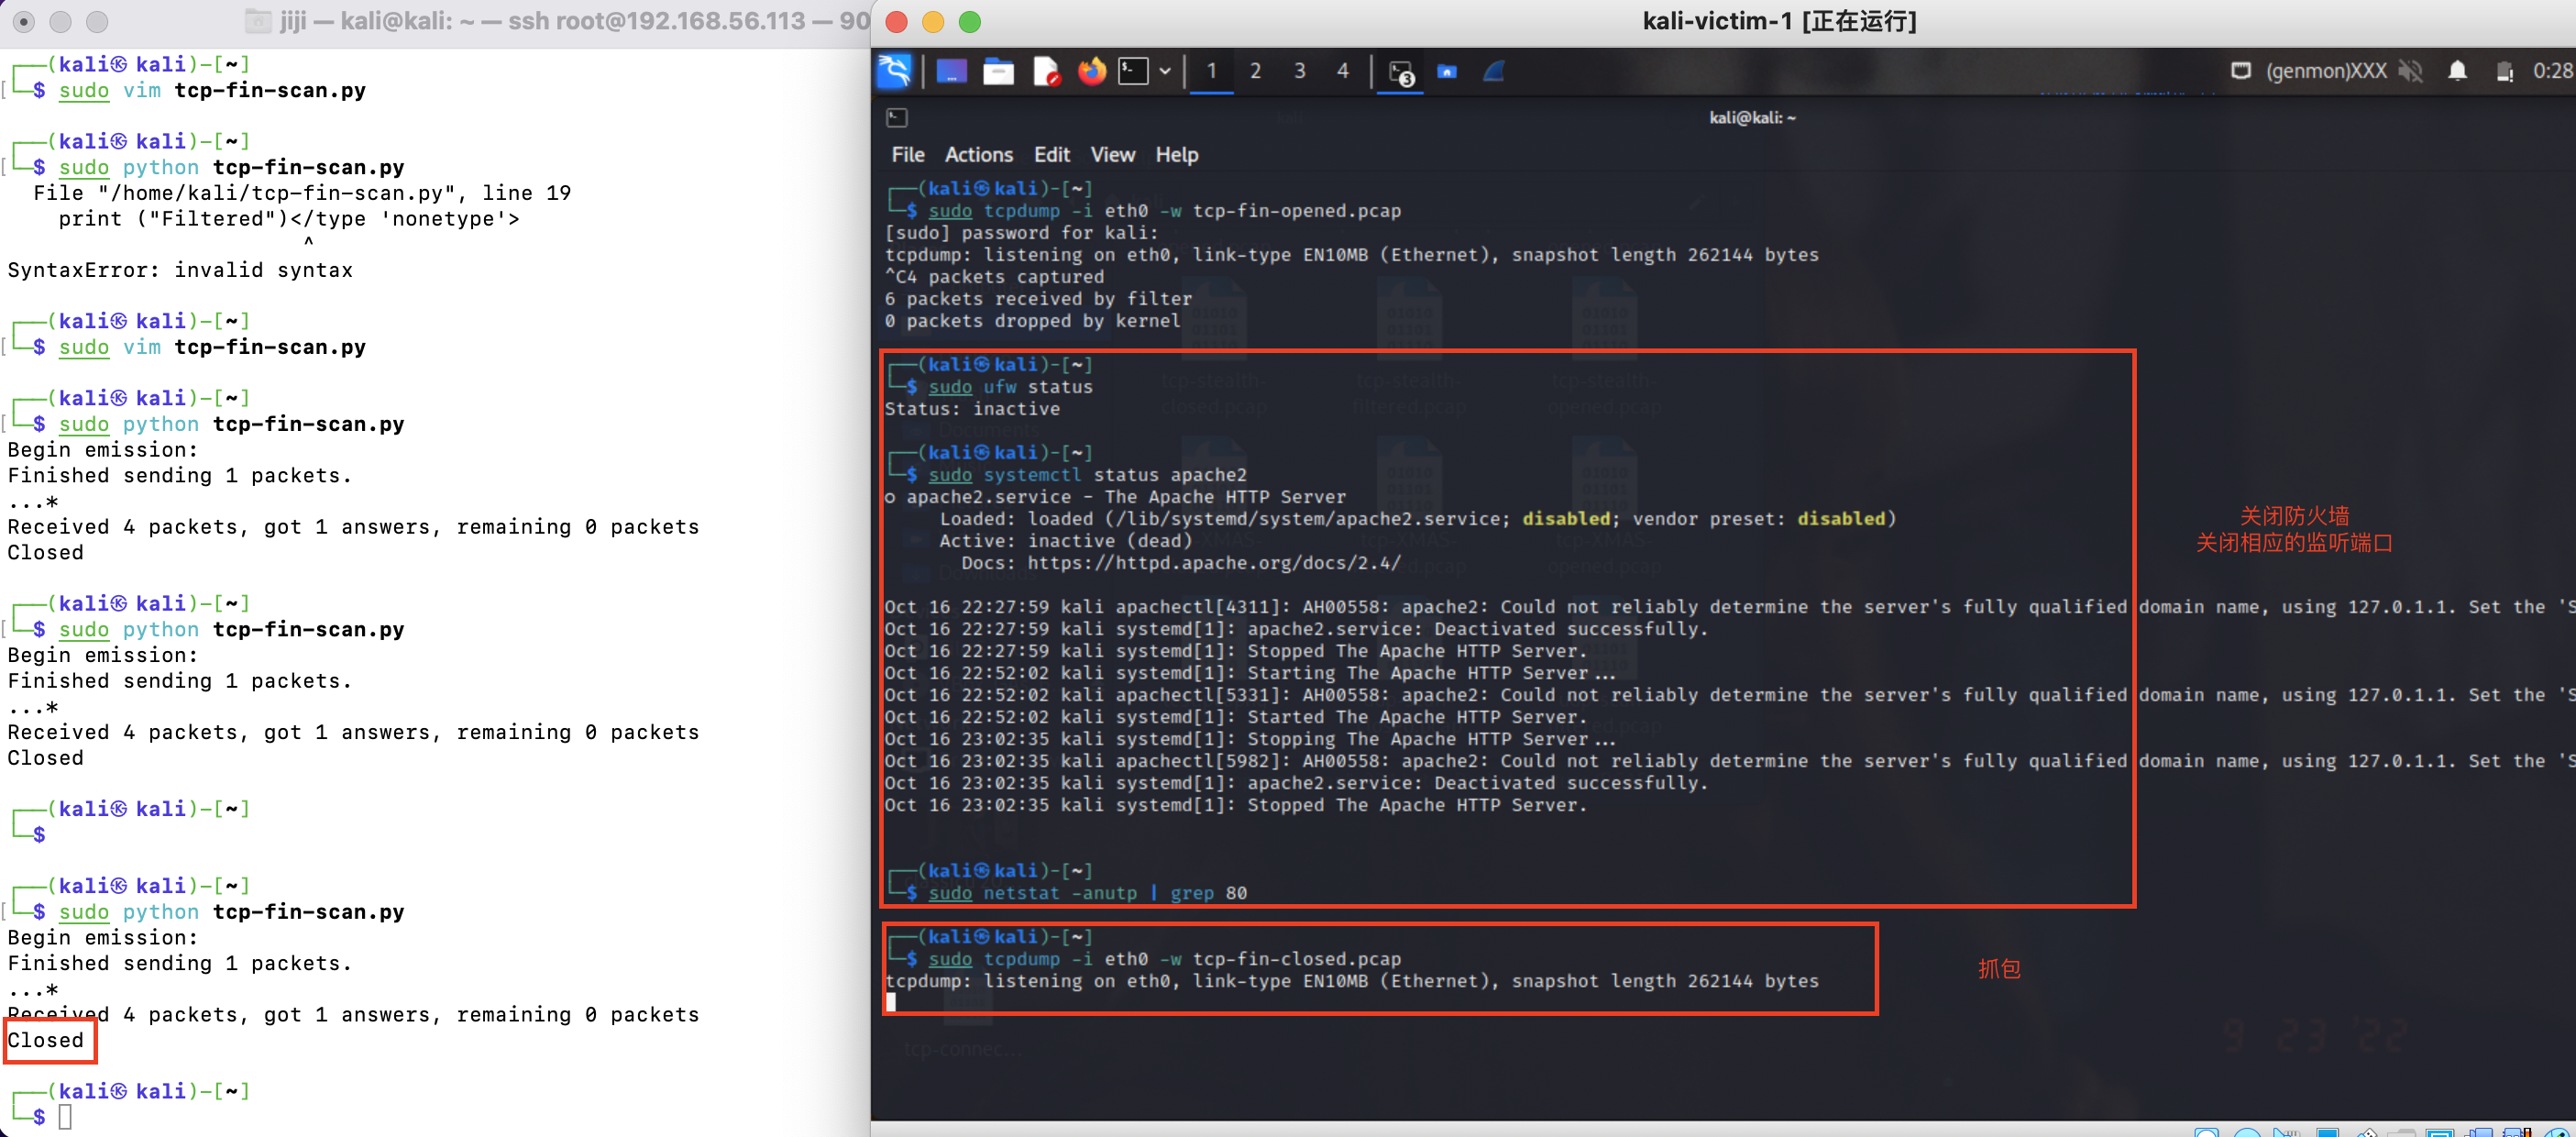 jiji — kali@kali: ~ — ssh root@192.168.56.113 — 90
┌──(kali㉿kali)-[~]
└─$ sudo vim tcp-fin-scan.py
┌──(kali㉿kali)-[~]
└─$ sudo python tcp-fin-scan.py
File "/home/kali/tcp-fin-scan.py", line 19
print ("Filtered")</type 'nonetype'>
^
SyntaxError: invalid syntax
┌──(kali㉿kali)-[~]
└─$ sudo vim tcp-fin-scan.py
┌──(kali㉿kali)-[~]
└─$ sudo python tcp-fin-scan.py
Begin emission:
Finished sending 1 packets.
...*
Received 4 packets, got 1 answers, remaining 0 packets
Closed
┌──(kali㉿kali)-[~]
└─$ sudo python tcp-fin-scan.py
Begin emission:
Finished sending 1 packets.
...*
Received 4 packets, got 1 answers, remaining 0 packets
Closed
┌──(kali㉿kali)-[~]
└─$
┌──(kali㉿kali)-[~]
└─$ sudo python tcp-fin-scan.py
Begin emission:
Finished sending 1 packets.
...*
Received 4 packets, got 1 answers, remaining 0 packets
Closed
┌──(kali㉿kali)-[~]
└─$
kali-victim-1 [正在运行]
1 2 3 4 3 (genmon)XXX 0:28
kali@kali: ~
File Actions Edit View Help
┌──(kali㉿kali)-[~]
└─$ sudo tcpdump -i eth0 -w tcp-fin-opened.pcap
[sudo] password for kali:
tcpdump: listening on eth0, link-type EN10MB (Ethernet), snapshot length 262144 bytes
^C4 packets captured
6 packets received by filter
0 packets dropped by kernel
┌──(kali㉿kali)-[~]
└─$ sudo ufw status
Status: inactive
┌──(kali㉿kali)-[~]
└─$ sudo systemctl status apache2
○ apache2.service - The Apache HTTP Server
Loaded: loaded (/lib/systemd/system/apache2.service; disabled; vendor preset: disabled)
Active: inactive (dead)
Docs: https://httpd.apache.org/docs/2.4/
Oct 16 22:27:59 kali apachectl[4311]: AH00558: apache2: Could not reliably determine the server's fully qualified domain name, using 127.0.1.1. Set the 'S
Oct 16 22:27:59 kali systemd[1]: apache2.service: Deactivated successfully.
Oct 16 22:27:59 kali systemd[1]: Stopped The Apache HTTP Server.
Oct 16 22:52:02 kali systemd[1]: Starting The Apache HTTP Server...
Oct 16 22:52:02 kali apachectl[5331]: AH00558: apache2: Could not reliably determine the server's fully qualified domain name, using 127.0.1.1. Set the 'S
Oct 16 22:52:02 kali systemd[1]: Started The Apache HTTP Server.
Oct 16 23:02:35 kali systemd[1]: Stopping The Apache HTTP Server...
Oct 16 23:02:35 kali apachectl[5982]: AH00558: apache2: Could not reliably determine the server's fully qualified domain name, using 127.0.1.1. Set the 'S
Oct 16 23:02:35 kali systemd[1]: apache2.service: Deactivated successfully.
Oct 16 23:02:35 kali systemd[1]: Stopped The Apache HTTP Server.
┌──(kali㉿kali)-[~]
└─$ sudo netstat -anutp | grep 80
关闭防火墙
关闭相应的监听端口
┌──(kali㉿kali)-[~]
└─$ sudo tcpdump -i eth0 -w tcp-fin-closed.pcap
tcpdump: listening on eth0, link-type EN10MB (Ethernet), snapshot length 262144 bytes
抓包
tcp-connec...
9 23 '22